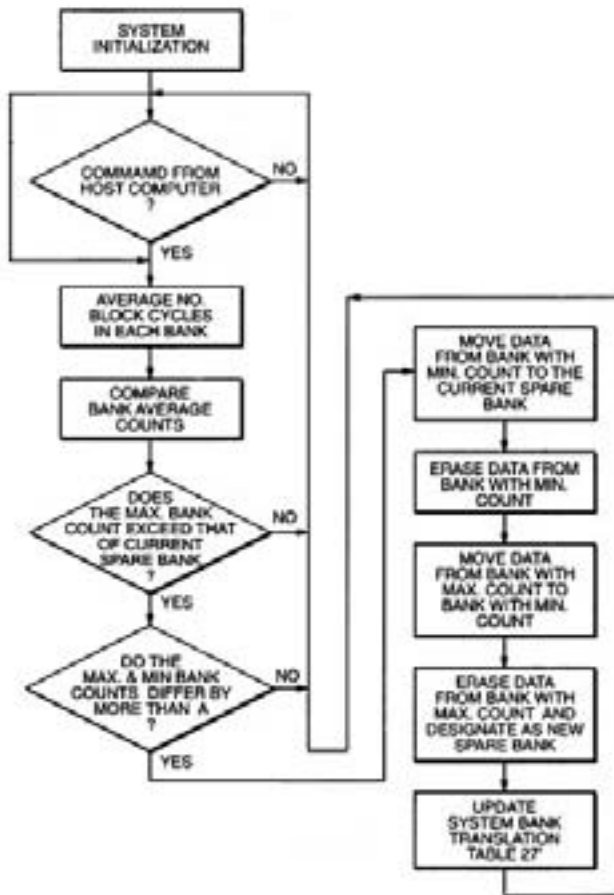 SYSTEM
INITIALIZATION
COMMAMD FROM
HOST COMPUTER
?
NO
YES
AVERAGE NO.
BLOCK CYCLES
IN EACH BANK
COMPARE
BANK AVERAGE
COUNTS
DOES
THE MAX. BANK
COUNT EXCEED THAT
OF CURRENT
SPARE BANK
?
NO
YES
DO THE
MAX. & MIN BANK
COUNTS DIFFER BY
MORE THAN A
?
NO
YES
MOVE DATA
FROM BANK WITH
MIN. COUNT TO THE
CURRENT SPARE
BANK
ERASE DATA FROM
BANK WITH MIN.
COUNT
MOVE DATA
FROM BANK WITH
MAX. COUNT TO
BANK WITH MIN.
COUNT
ERASE DATA
FROM BANK WITH
MAX. COUNT AND
DESIGNATE AS NEW
SPARE BANK
UPDATE
SYSTEM BANK
TRANSLATION
TABLE 27'